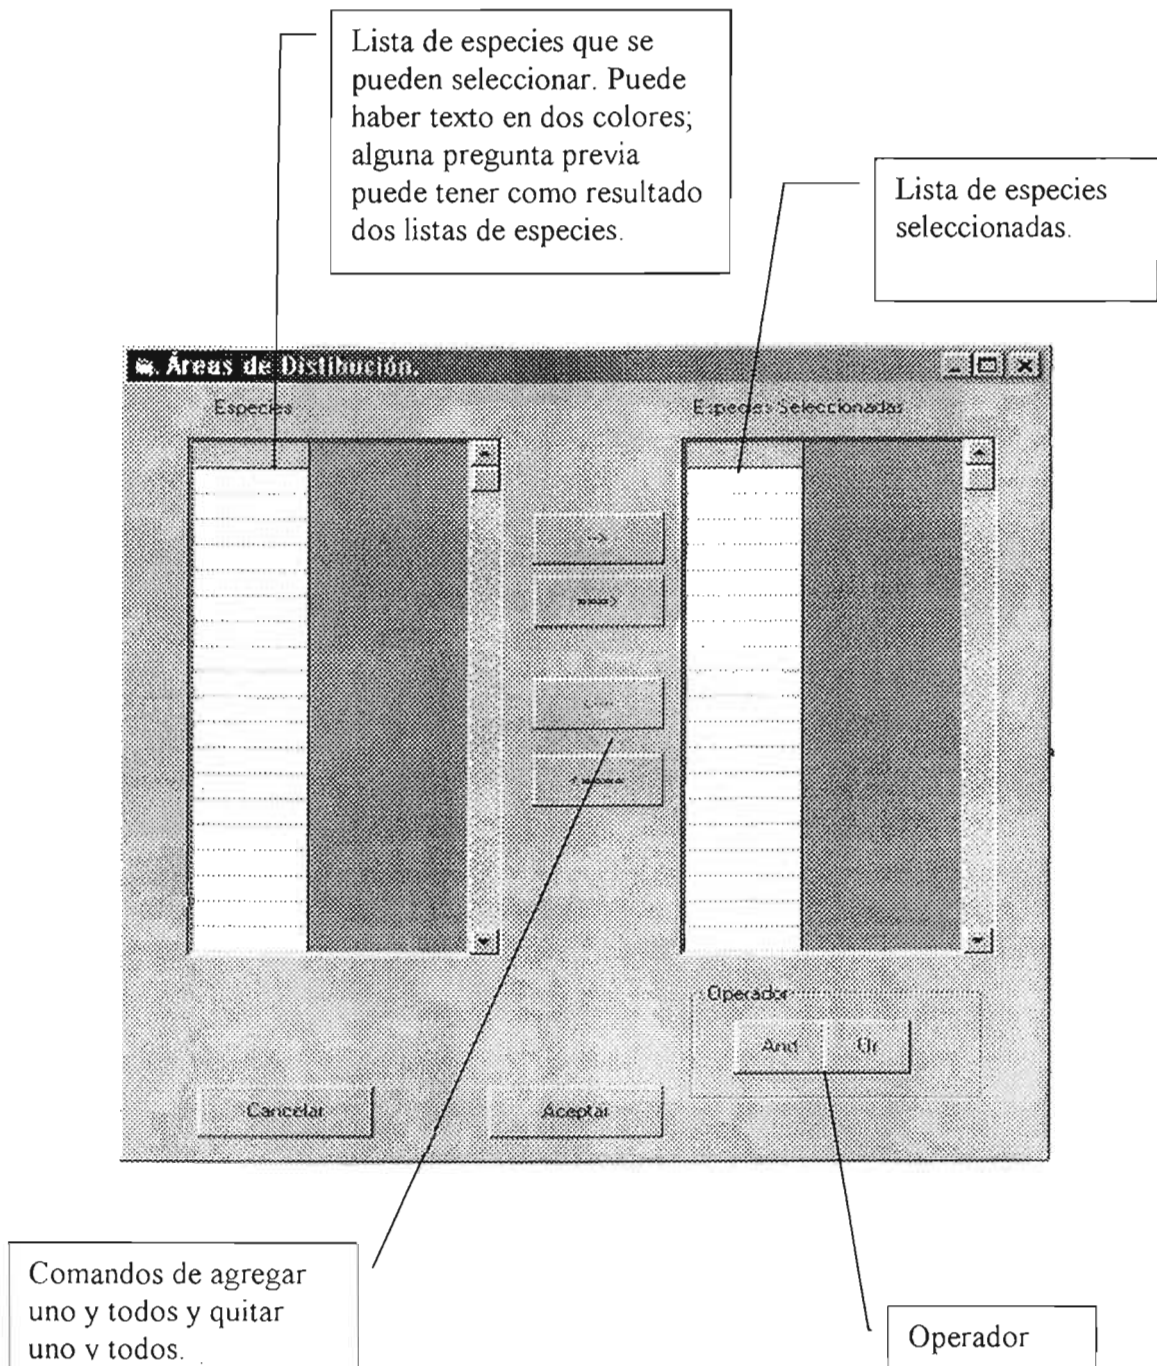 Lista de especies que se
pueden seleccionar. Puede
haber texto en dos colores;
alguna pregunta previa
puede tener como resultado
dos listas de especies.
Lista de especies
seleccionadas.
Áreas de Distibución.
Especies
Especies Seleccionadas
-->
====>
<---
<====
Operador
And Or
Cancelar
Aceptar
Comandos de agregar
uno y todos y quitar
uno y todos.
Operador